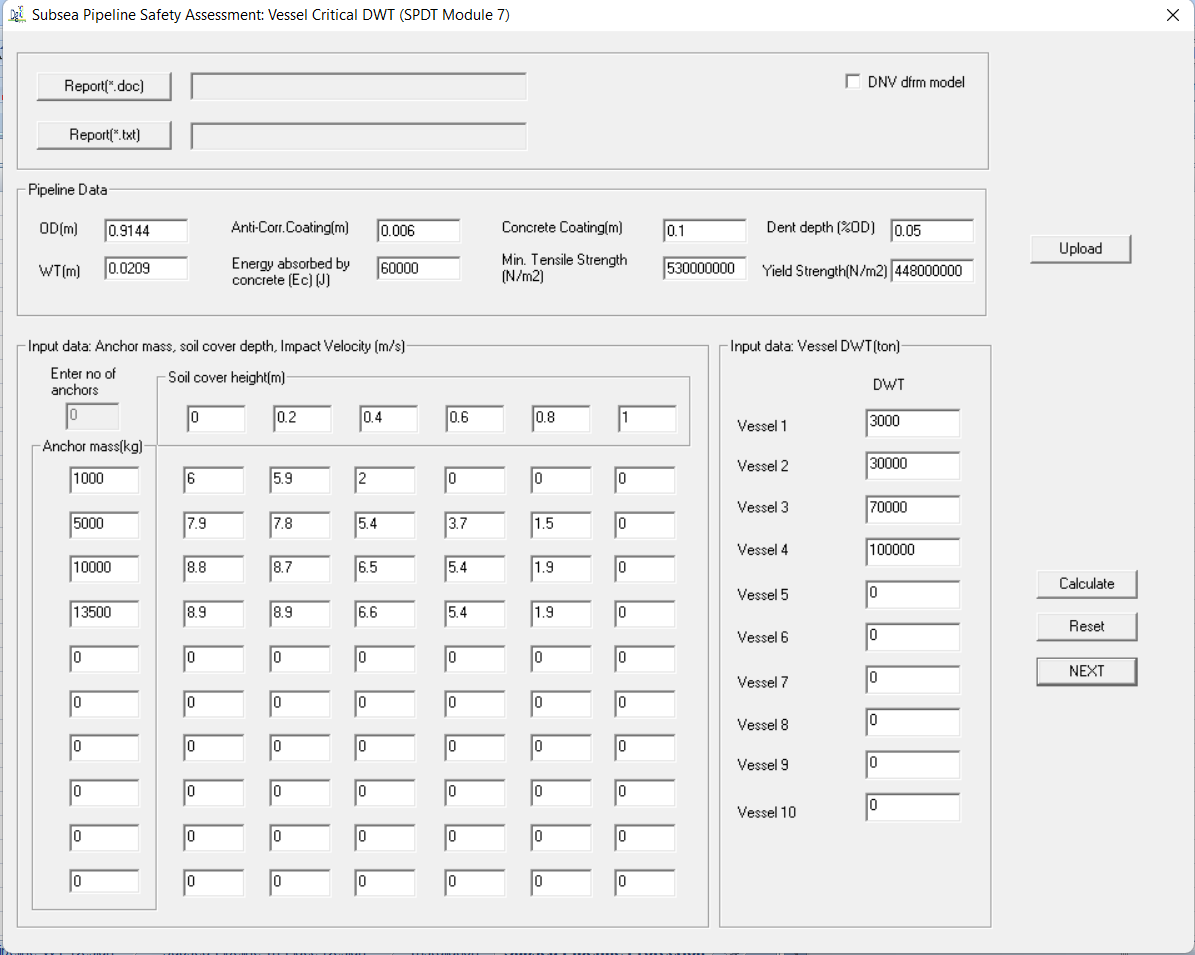 Subsea Pipeline Safety Assessment: Vessel Critical DWT (SPDT Module 7)
Report(*.doc)
DNV dfrm model
Report(*.txt)
Pipeline Data
OD(m) 0.9144 Anti-Corr.Coating(m) 0.006 Concrete Coating(m) 0.1 Dent depth (%OD) 0.05
WT(m) 0.0209 Energy absorbed by concrete (Ec) (J) 60000 Min. Tensile Strength (N/m2) 530000000 Yield Strength(N/m2) 448000000
Upload
Input data: Anchor mass, soil cover depth, Impact Velocity (m/s)
Enter no of
anchors
0
Soil cover height(m)
0 0.2 0.4 0.6 0.8 1
Anchor mass(kg)
1000 6 5.9 2 0 0 0
5000 7.9 7.8 5.4 3.7 1.5 0
10000 8.8 8.7 6.5 5.4 1.9 0
13500 8.9 8.9 6.6 5.4 1.9 0
0 0 0 0 0 0 0
0 0 0 0 0 0 0
0 0 0 0 0 0 0
0 0 0 0 0 0 0
0 0 0 0 0 0 0
0 0 0 0 0 0 0
Input data: Vessel DWT(ton)
DWT
Vessel 1 3000
Vessel 2 30000
Vessel 3 70000
Vessel 4 100000
Vessel 5 0
Vessel 6 0
Vessel 7 0
Vessel 8 0
Vessel 9 0
Vessel 10 0
Calculate
Reset
NEXT